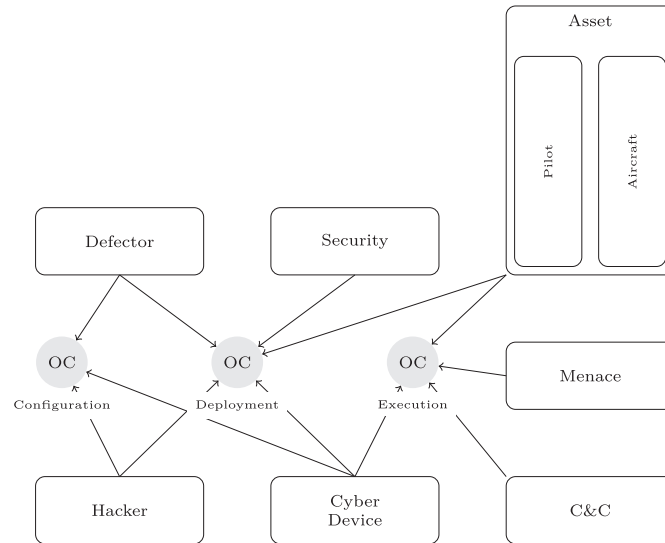 Asset
Pilot
Aircraft
Defector
Security
OC
OC
OC
Configuration
Deployment
Execution
Menace
Hacker
Cyber
Device
C&C